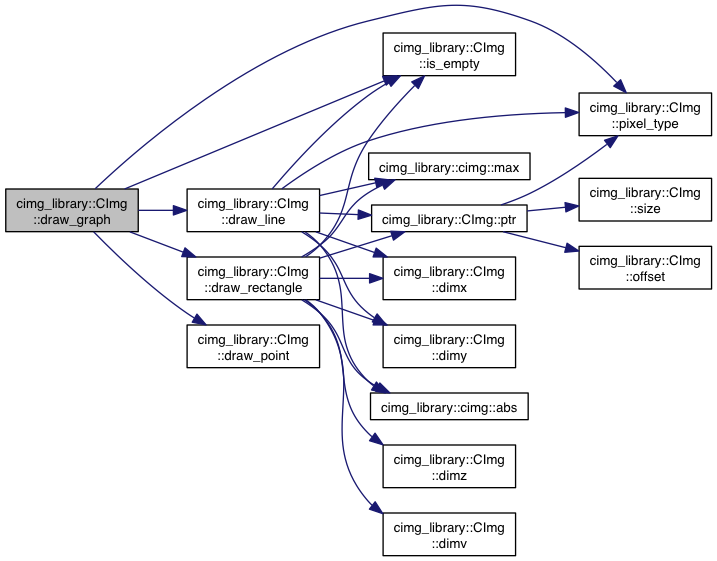 cimg_library::CImg
::draw_graph
cimg_library::CImg
::draw_line
cimg_library::CImg
::draw_rectangle
cimg_library::CImg
::draw_point
cimg_library::CImg
::is_empty
cimg_library::cimg::max
cimg_library::CImg::ptr
cimg_library::CImg
::dimx
cimg_library::CImg
::dimy
cimg_library::cimg::abs
cimg_library::CImg
::dimz
cimg_library::CImg
::dimv
cimg_library::CImg
::pixel_type
cimg_library::CImg
::size
cimg_library::CImg
::offset